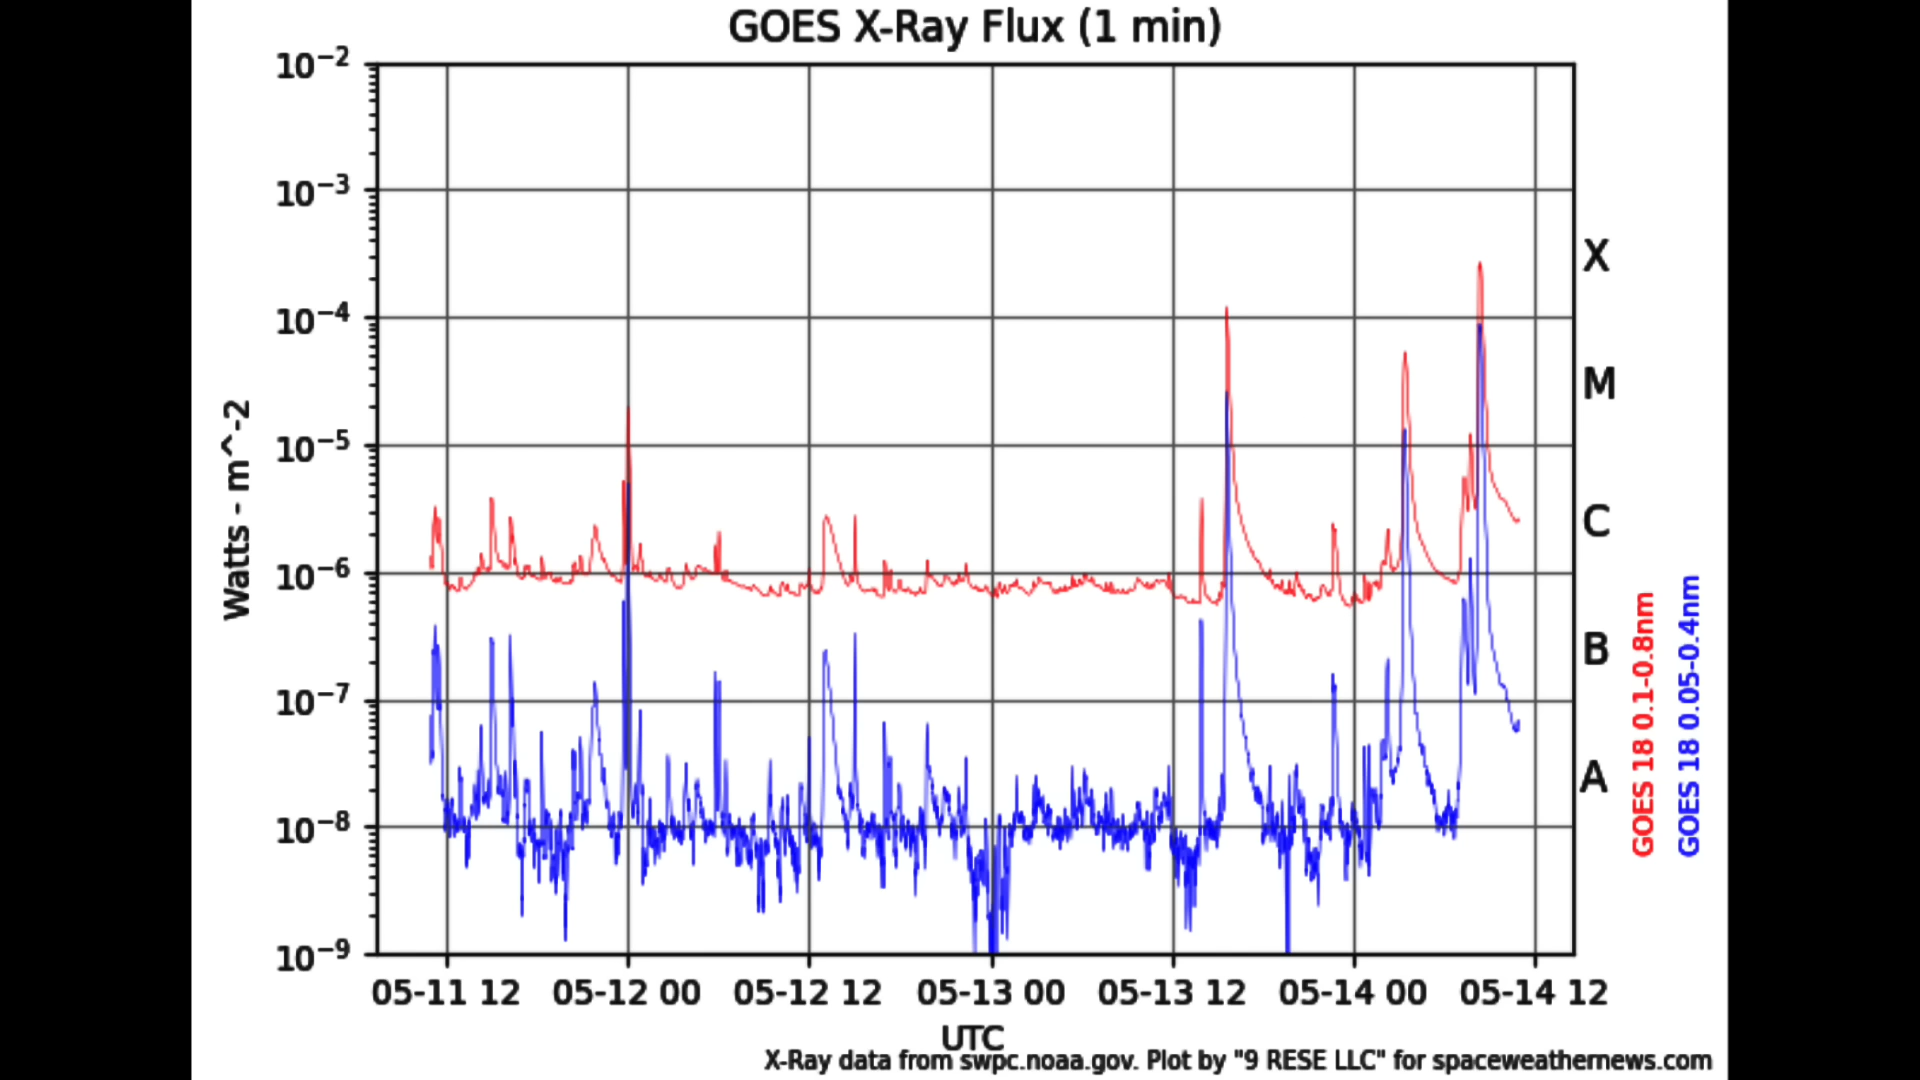 GOES X-Ray Flux (1 min)
10−2
10−3
10−4
10−5
10−6
10−7
10−8
10−9
Watts - m^-2
X
M
C
B
A
GOES 18 0.1-0.8nm
GOES 18 0.05-0.4nm
05-11 12 05-12 00 05-12 12 05-13 00 05-13 12 05-14 00 05-14 12
UTC
X-Ray data from swpc.noaa.gov. Plot by "9 RESE LLC" for spaceweathernews.com